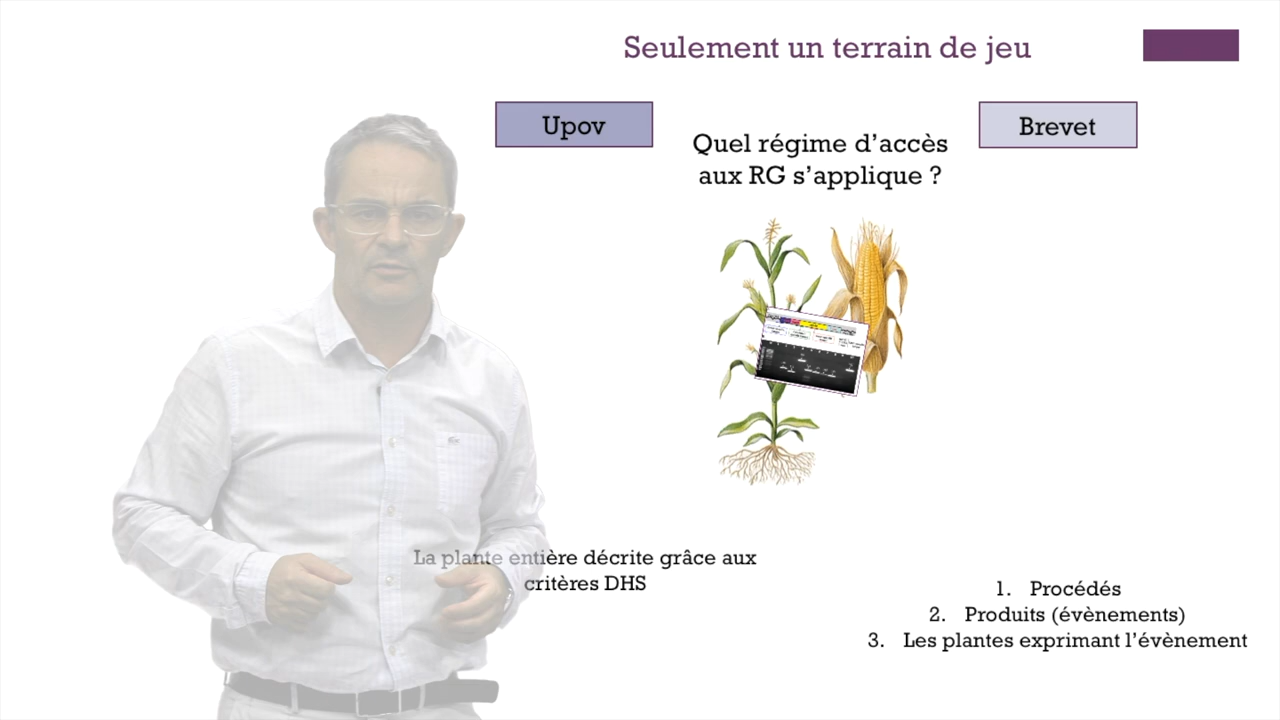 Seulement un terrain de jeu
Upov
Brevet
Quel régime d'accès
aux RG s'applique ?
La plante entière décrite grâce aux
critères DHS
1. Procédés
2. Produits (évènements)
3. Les plantes exprimant l'évènement